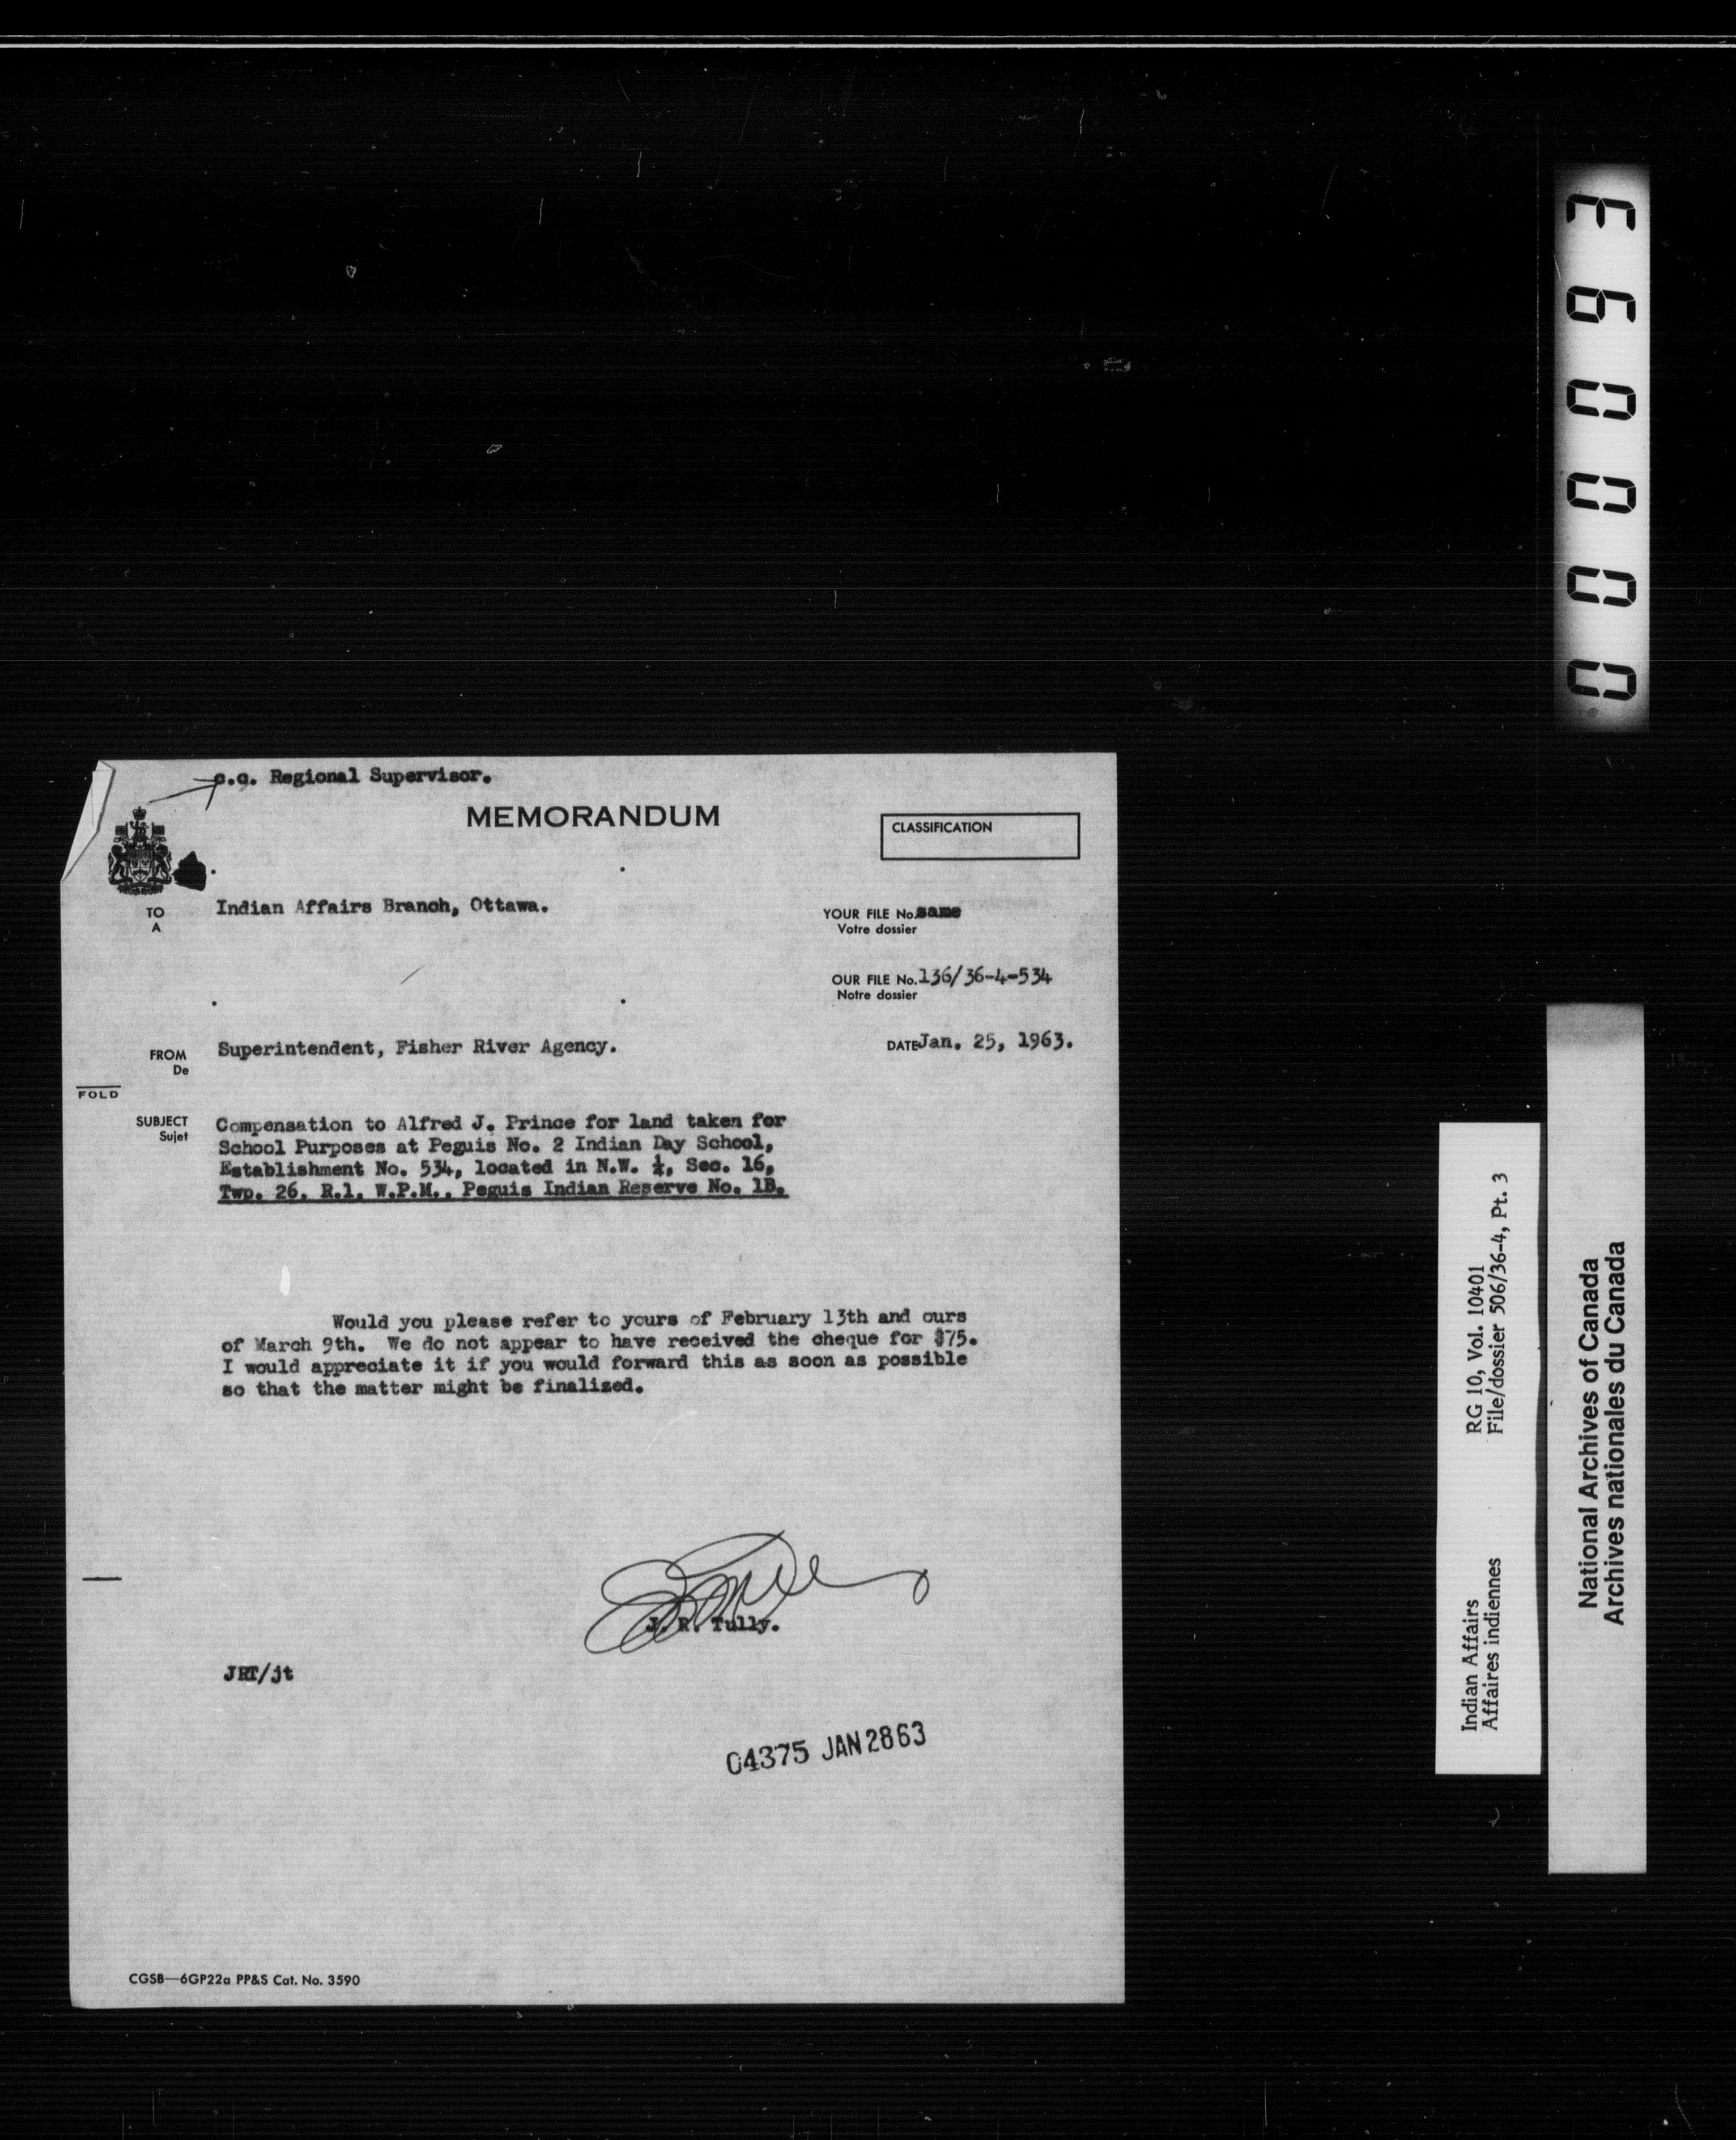 c.c. Regional Supervisor.
MEMORANDUM
CLASSIFICATION
TO
A
Indian Affairs Branch, Ottawa.
YOUR FILE No. same
Votre dossier
OUR FILE No. 136/36-4-534
Notre dossier
FROM
De
Superintendent, Fisher River Agency.
DATE Jan. 25, 1963.
FOLD
SUBJECT
Sujet
Compensation to Alfred J. Prince for land taken for
School Purposes at Peguis No. 2 Indian Day School,
Establishment No. 534, located in N.W. ¼, Sec. 16,
Twp. 26, R.1, W.P.M., Peguis Indian Reserve No. 1B.
Would you please refer to yours of February 13th and ours
of March 9th. We do not appear to have received the cheque for $75.
I would appreciate it if you would forward this as soon as possible
so that the matter might be finalized.
J. R. Tully.
JRT/jt
04375 JAN 28 63
CGSB—6GP22a PP&S Cat. No. 3590
Indian Affairs
Affaires indiennes
RG 10, Vol. 10401
File/dossier 506/36-4, Pt. 3
National Archives of Canada
Archives nationales du Canada
000063